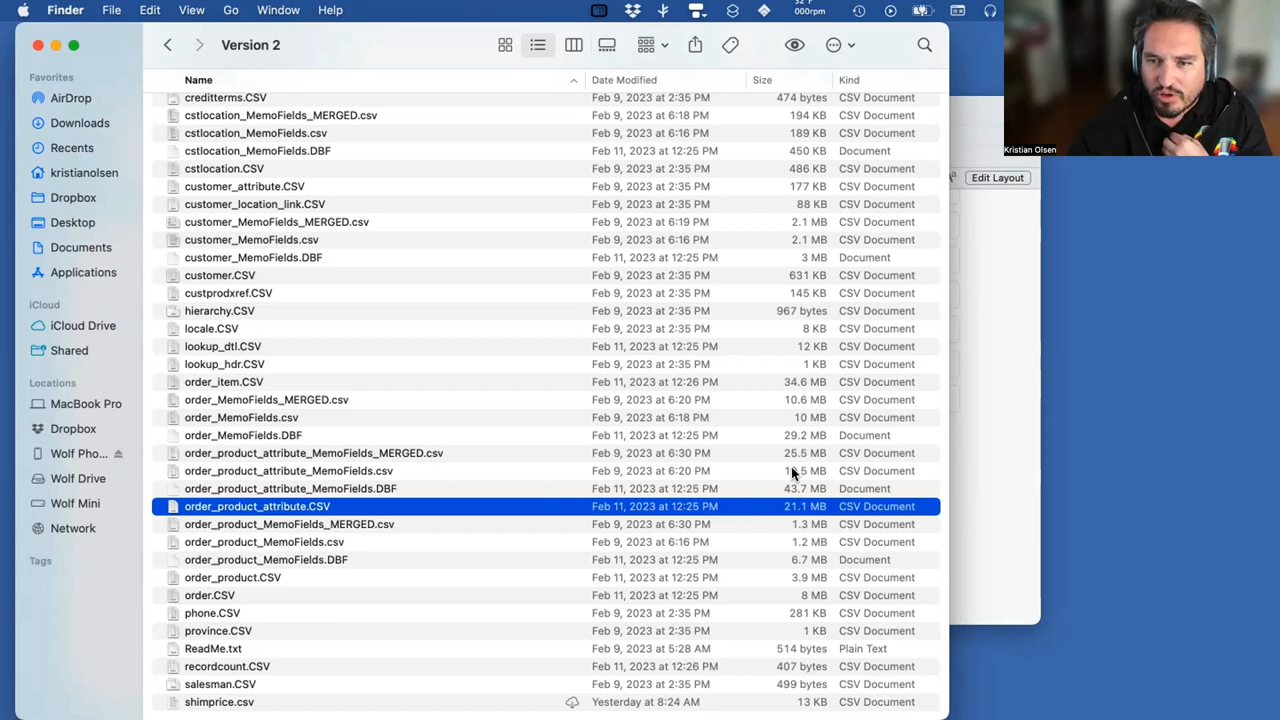 Finder File Edit View Go Window Help 000rpm
Version 2
Favorites
AirDrop
Downloads
Recents
kristianolsen
Dropbox
Desktop
Documents
Applications
iCloud
iCloud Drive
Shared
Locations
MacBook Pro
Dropbox
Wolf Pho...
Wolf Drive
Wolf Mini
Network
Tags
Name Date Modified Size Kind
creditterms.CSV Feb 9, 2023 at 2:35 PM 474 bytes CSV Document
cstlocation_MemoFields_MERGED.csv Feb 9, 2023 at 6:18 PM 194 KB CSV Document
cstlocation_MemoFields.csv Feb 9, 2023 at 6:16 PM 189 KB CSV Document
cstlocation_MemoFields.DBF Feb 11, 2023 at 12:25 PM 450 KB Document
cstlocation.CSV Feb 9, 2023 at 2:35 PM 486 KB CSV Document
customer_attribute.CSV Feb 9, 2023 at 2:35 PM 177 KB CSV Document
customer_location_link.CSV Feb 9, 2023 at 2:35 PM 88 KB CSV Document
customer_MemoFields_MERGED.csv Feb 9, 2023 at 6:19 PM 2.1 MB CSV Document
customer_MemoFields.csv Feb 9, 2023 at 6:16 PM 2.1 MB CSV Document
customer_MemoFields.DBF Feb 11, 2023 at 12:25 PM 3 MB Document
customer.CSV Feb 9, 2023 at 2:35 PM 631 KB CSV Document
custprodxref.CSV Feb 9, 2023 at 2:35 PM 145 KB CSV Document
hierarchy.CSV Feb 9, 2023 at 2:35 PM 967 bytes CSV Document
locale.CSV Feb 9, 2023 at 2:35 PM 8 KB CSV Document
lookup_dtl.CSV Feb 11, 2023 at 12:25 PM 12 KB CSV Document
lookup_hdr.CSV Feb 9, 2023 at 2:35 PM 1 KB CSV Document
order_item.CSV Feb 11, 2023 at 12:26 PM 34.6 MB CSV Document
order_MemoFields_MERGED.csv Feb 9, 2023 at 6:20 PM 10.6 MB CSV Document
order_MemoFields.csv Feb 9, 2023 at 6:18 PM 10 MB CSV Document
order_MemoFields.DBF Feb 11, 2023 at 12:25 PM 29.2 MB Document
order_product_attribute_MemoFields_MERGED.csv Feb 9, 2023 at 6:30 PM 25.5 MB CSV Document
order_product_attribute_MemoFields.csv Feb 9, 2023 at 6:20 PM MB CSV Document
order_product_attribute_MemoFields.DBF Feb 11, 2023 at 12:25 PM 43.7 MB Document
order_product_attribute.CSV Feb 11, 2023 at 12:25 PM 21.1 MB CSV Document
order_product_MemoFields_MERGED.csv Feb 9, 2023 at 6:30 PM 1.3 MB CSV Document
order_product_MemoFields.csv Feb 9, 2023 at 6:16 PM 1.2 MB CSV Document
order_product_MemoFields.DBF Feb 11, 2023 at 12:25 PM 6.7 MB Document
order_product.CSV Feb 11, 2023 at 12:25 PM 3.9 MB CSV Document
order.CSV Feb 11, 2023 at 12:25 PM 8 MB CSV Document
phone.CSV Feb 9, 2023 at 2:35 PM 281 KB CSV Document
province.CSV Feb 9, 2023 at 2:35 PM 1 KB CSV Document
ReadMe.txt Feb 9, 2023 at 5:28 AM 514 bytes Plain Text
recordcount.CSV Feb 11, 2023 at 12:26 PM 407 bytes CSV Document
salesman.CSV Feb 9, 2023 at 2:35 PM 499 bytes CSV Document
shimprice.csv Yesterday at 8:24 AM 13 KB CSV Document
Kristian Olsen
Edit Layout